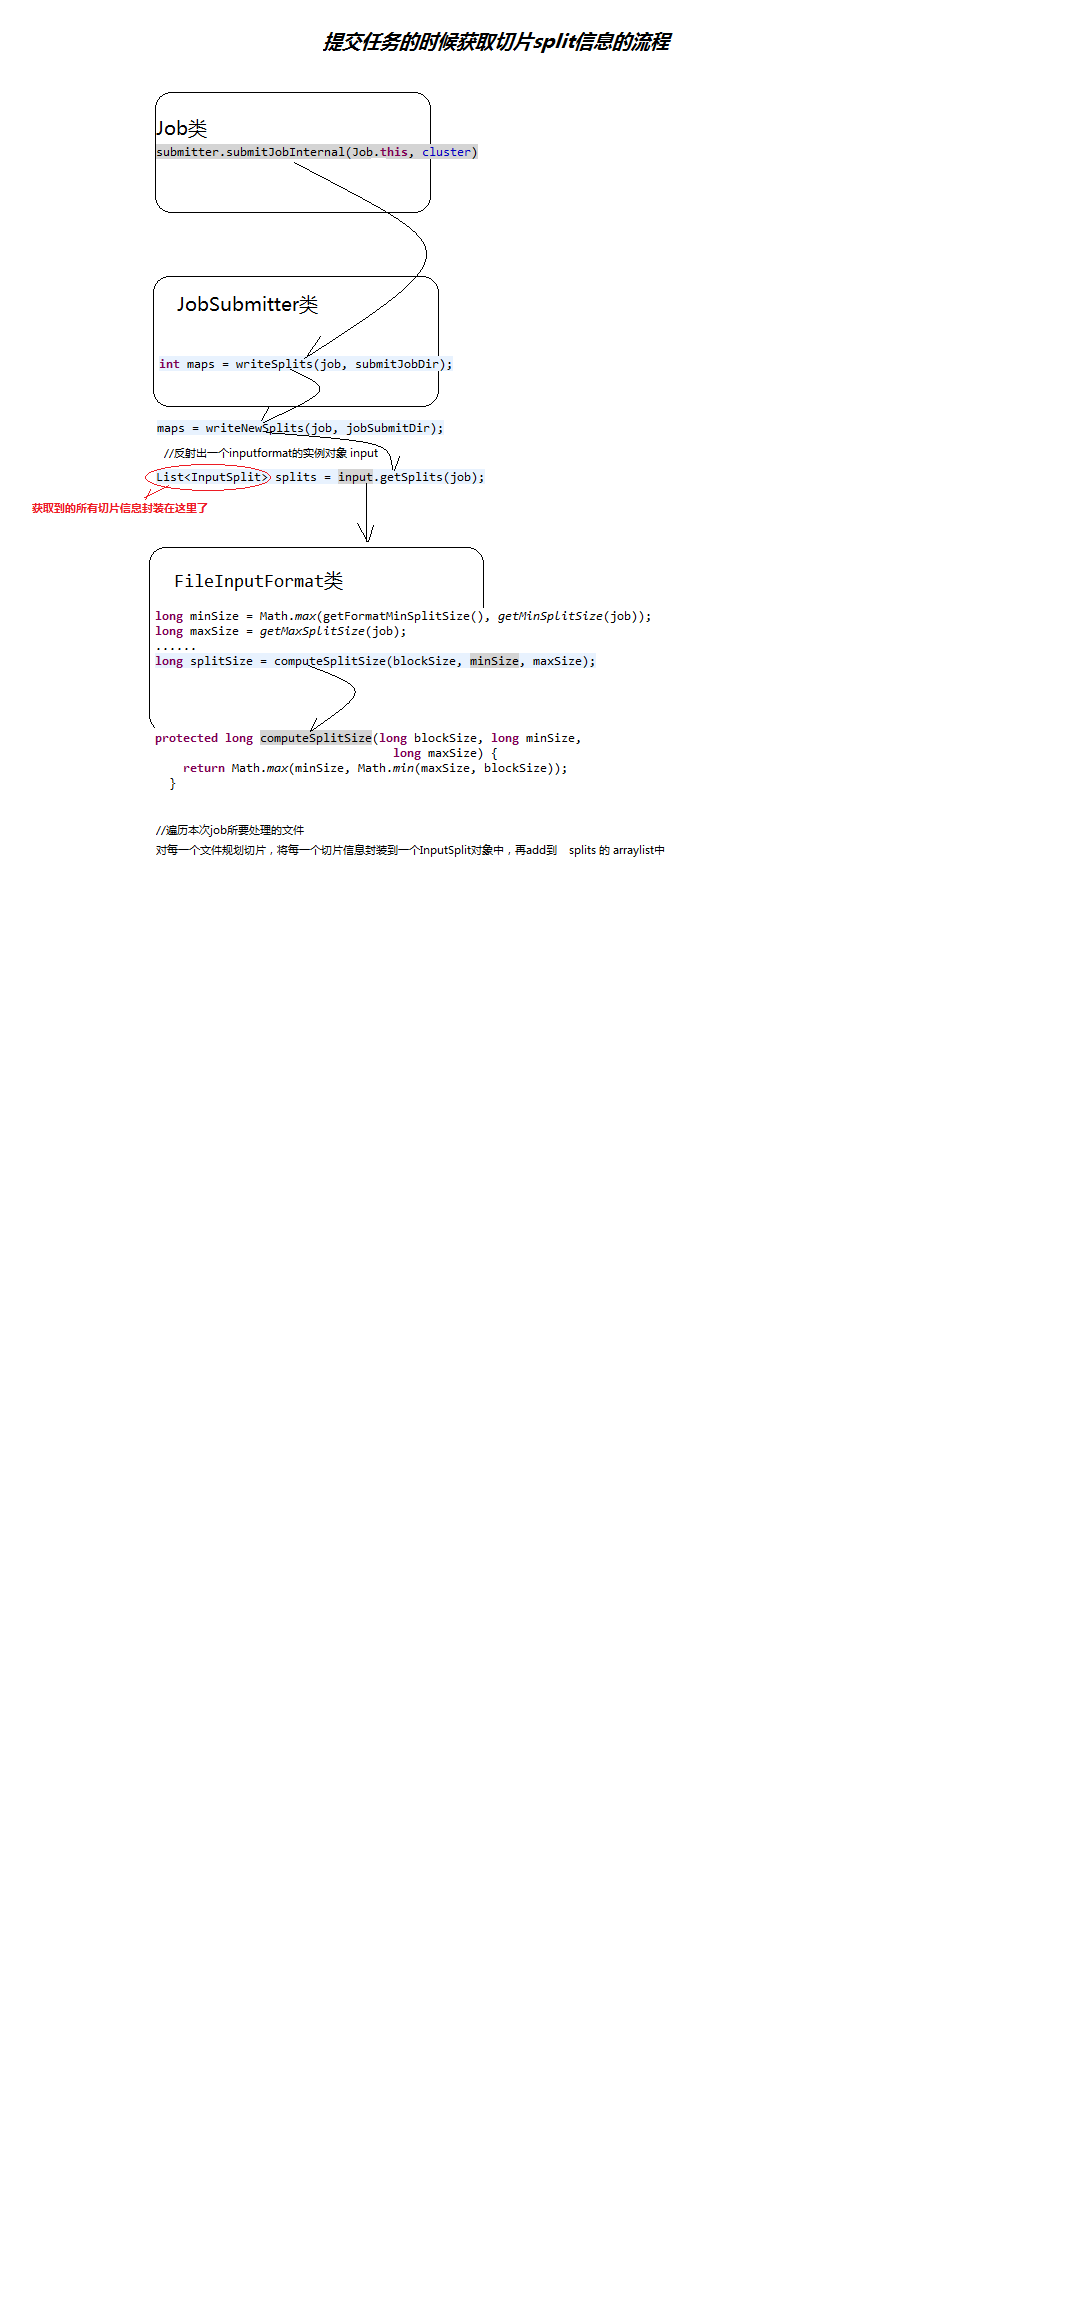 提交任务的时候获取切片split信息的流程
Job类
submitter.submitJobInternal(Job.this, cluster)
JobSubmitter类
int maps = writeSplits(job, submitJobDir);
maps = writeNewSplits(job, jobSubmitDir);
//反射出一个inputformat的实例对象 input
List<InputSplit> splits = input.getSplits(job);
获取到的所有切片信息封装在这里了
FileInputFormat类
long minSize = Math.max(getFormatMinSplitSize(), getMinSplitSize(job));
long maxSize = getMaxSplitSize(job);
......
long splitSize = computeSplitSize(blockSize, minSize, maxSize);
protected long computeSplitSize(long blockSize, long minSize,
long maxSize) {
return Math.max(minSize, Math.min(maxSize, blockSize));
}
//遍历本次job所要处理的文件
对每一个文件规划切片，将每一个切片信息封装到一个InputSplit对象中，再add到 splits 的 arraylist中